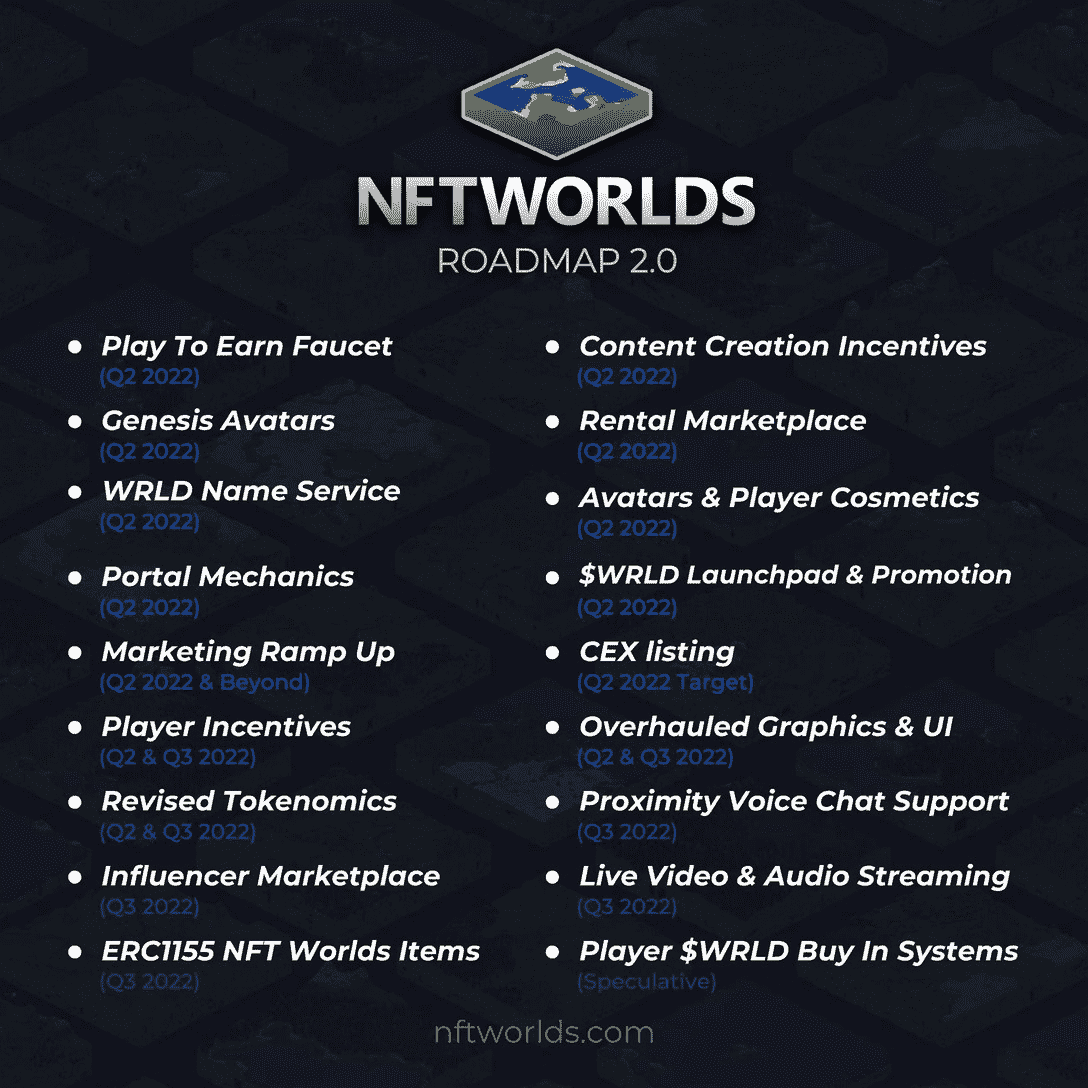 NFTWORLDS
ROADMAP 2.0
• Play To Earn Faucet
(Q2 2022)
• Genesis Avatars
(Q2 2022)
• WRLD Name Service
(Q2 2022)
• Portal Mechanics
(Q2 2022)
• Marketing Ramp Up
(Q2 2022 & Beyond)
• Player Incentives
(Q2 & Q3 2022)
• Revised Tokenomics
(Q2 & Q3 2022)
• Influencer Marketplace
(Q3 2022)
• ERC1155 NFT Worlds Items
(Q3 2022)
• Content Creation Incentives
(Q2 2022)
• Rental Marketplace
(Q2 2022)
• Avatars & Player Cosmetics
(Q2 2022)
• $WRLD Launchpad & Promotion
(Q2 2022)
• CEX listing
(Q2 2022 Target)
• Overhauled Graphics & UI
(Q2 & Q3 2022)
• Proximity Voice Chat Support
(Q3 2022)
• Live Video & Audio Streaming
(Q3 2022)
• Player $WRLD Buy In Systems
(Speculative)
nftworlds.com